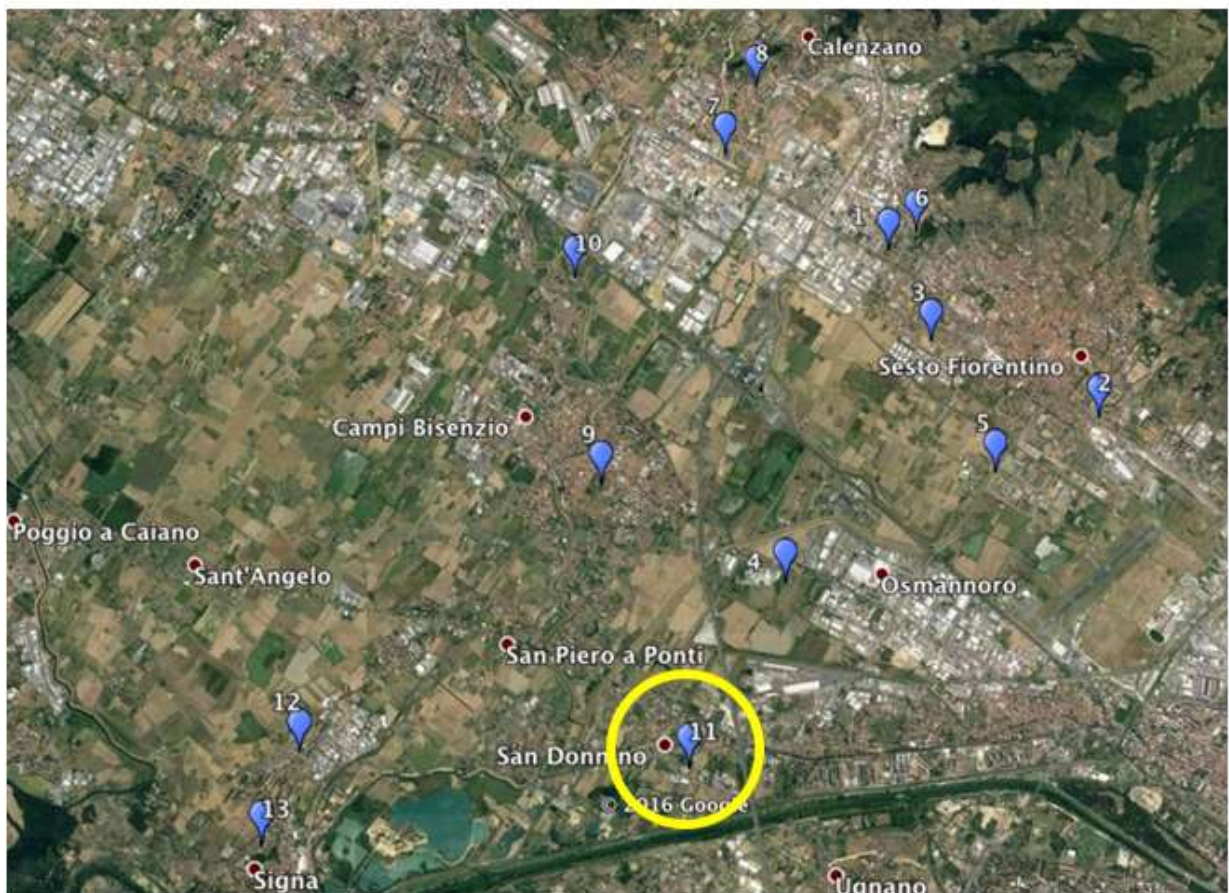 Calenzano
8
7
6
1
10
3
Sesto Fiorentino
2
Campi Bisenzio
9
5
Poggio a Caiano
Sant'Angelo
4
Osmannoro
San Piero a Ponti
12
11
San Donnino
© 2016 Google
13
Signa
Ugnano